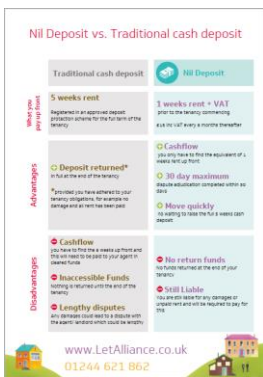 Nil Deposit vs. Traditional cash deposit
Traditional cash deposit
Nil Deposit
What you
pay up front
5 weeks rent
Registered in an approved deposit
protection scheme for the full term of the
tenancy
1 weeks rent + VAT
prior to the tenancy commencing
plus inc VAT every 6 months thereafter
Advantages
Deposit returned*
in full at the end of the tenancy
*provided you have adhered to your
tenancy obligations, for example no
damage and all rent has been paid
Cashflow
you only have to find the equivalent of 1
weeks rent up front
30 day maximum
dispute adjudication completed within 30
days
Move quickly
no waiting to raise the full 6 weeks cash
deposit
Disadvantages
Cashflow
you have to find the 6 weeks up front and
this will need to be paid to your agent in
cleared funds
Inaccessible Funds
Nothing is returned until the end of the
tenancy
Lengthy disputes
Any damages could lead to a dispute with
the agent/ landlord which could be lengthy
No return funds
No funds returned at the end of your
tenancy
Still Liable
You are still liable for any damages or
unpaid rent and will be required to pay for
this
www.LetAlliance.co.uk
01244 621 862